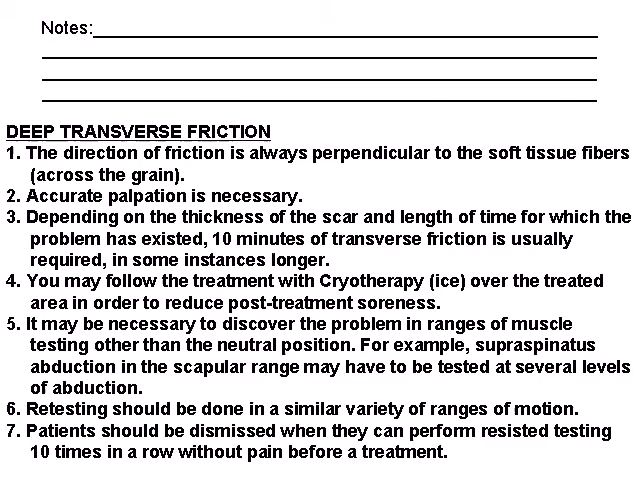 Notes:
DEEP TRANSVERSE FRICTION
1. The direction of friction is always perpendicular to the soft tissue fibers
(across the grain).
2. Accurate palpation is necessary.
3. Depending on the thickness of the scar and length of time for which the
problem has existed, 10 minutes of transverse friction is usually
required, in some instances longer.
4. You may follow the treatment with Cryotherapy (ice) over the treated
area in order to reduce post-treatment soreness.
5. It may be necessary to discover the problem in ranges of muscle
testing other than the neutral position. For example, supraspinatus
abduction in the scapular range may have to be tested at several levels
of abduction.
6. Retesting should be done in a similar variety of ranges of motion.
7. Patients should be dismissed when they can perform resisted testing
10 times in a row without pain before a treatment.